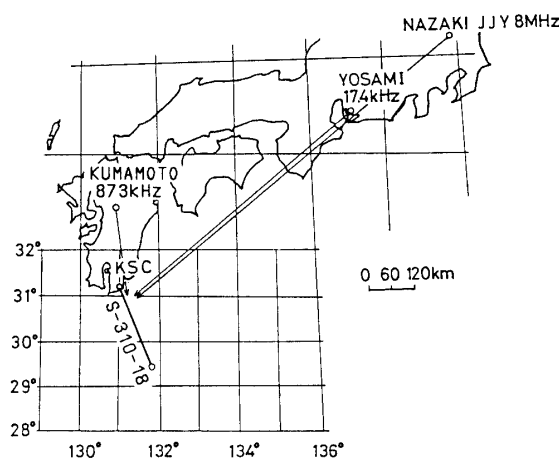 NAZAKI JJY 8MHz
YOSAMI
17.4kHz
KUMAMOTO
873kHz
KSC
S-310-18
0 60 120km
32°
31°
30°
29°
28°
130° 132° 134° 136°